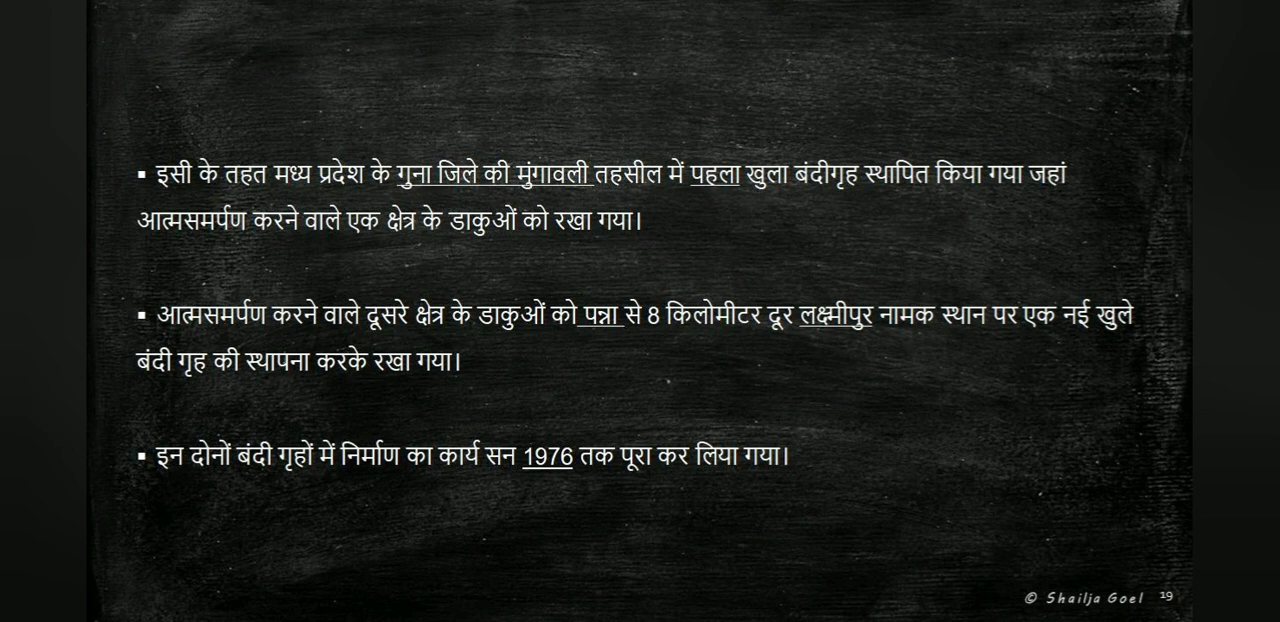 ▪ इसी के तहत मध्य प्रदेश के गुना जिले की मुंगावली तहसील में पहला खुला बंदीगृह स्थापित किया गया जहां
आत्मसमर्पण करने वाले एक क्षेत्र के डाकुओं को रखा गया।
▪ आत्मसमर्पण करने वाले दूसरे क्षेत्र के डाकुओं को पन्ना से 8 किलोमीटर दूर लक्ष्मीपुर नामक स्थान पर एक नई खुले
बंदी गृह की स्थापना करके रखा गया।
▪ इन दोनों बंदी गृहों में निर्माण का कार्य सन 1976 तक पूरा कर लिया गया।
© Shailja Goel 19